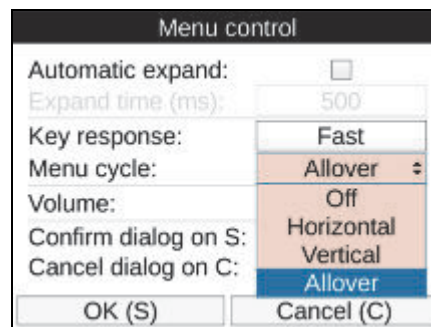 Menu control
Automatic expand:
Expand time (ms): 500
Key response: Fast
Menu cycle: Allover
Volume: Off
Horizontal
Confirm dialog on S: Vertical
Cancel dialog on C: Allover
OK (S) Cancel (C)